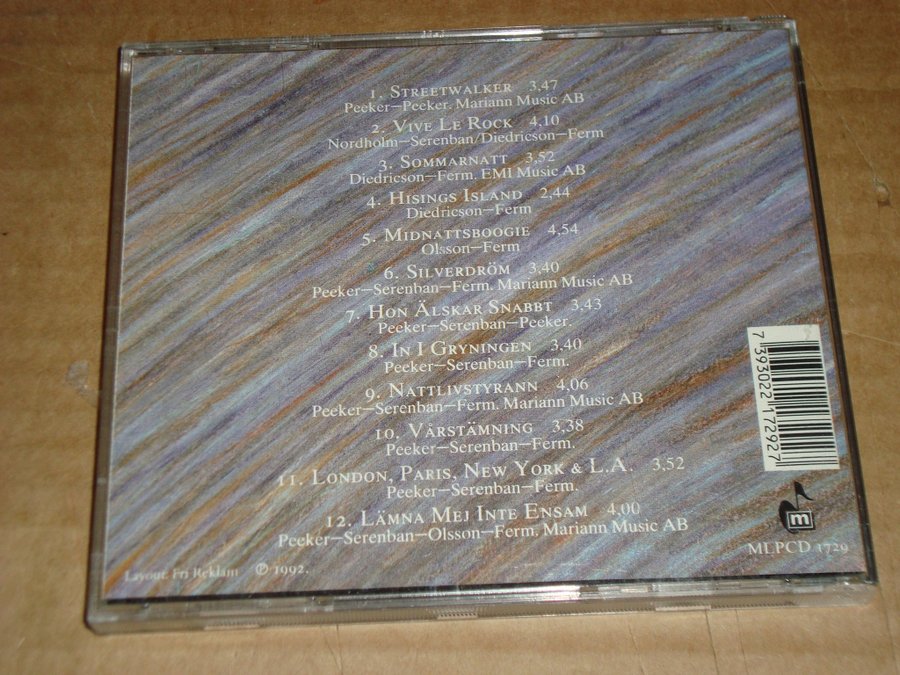 1. Streetwalker 3,47
Peeker–Peeker. Mariann Music AB
2. Vive Le Rock 4,10
Nordholm–Serenban/Diedricson–Ferm
3. Sommarnatt 3,52
Diedricson–Ferm. EMI Music AB
4. Hisings Island 2,44
Diedricson–Ferm
5. Midnattsboogie 4,54
Olsson–Ferm
6. Silverdröm 3,40
Peeker–Serenban–Ferm. Mariann Music AB
7. Hon Älskar Snabbt 3,43
Peeker–Serenban–Peeker.
8. In I Gryningen 3,40
Peeker–Serenban–Ferm.
9. Nattlivstyrann 4,06
Peeker–Serenban–Ferm. Mariann Music AB
10. Vårstämning 3,38
Peeker–Serenban–Ferm.
11. London, Paris, New York & L.A. 3,52
Peeker–Serenban–Ferm.
12. Lämna Mej Inte Ensam 4,00
Peeker–Serenban–Olsson–Ferm. Mariann Music AB
7 393022 172927
m
MLPCD 1729
Layout: Fri Reklam ℗ 1992.